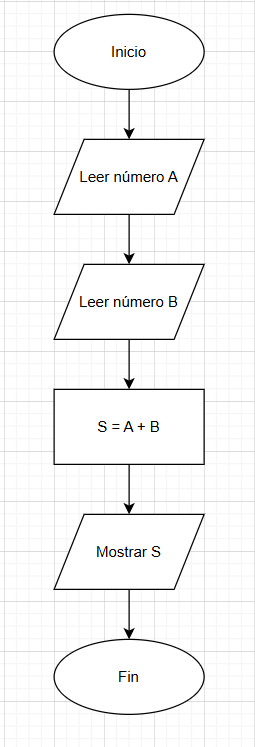 Inicio
Leer número A
Leer número B
S = A + B
Mostrar S
Fin